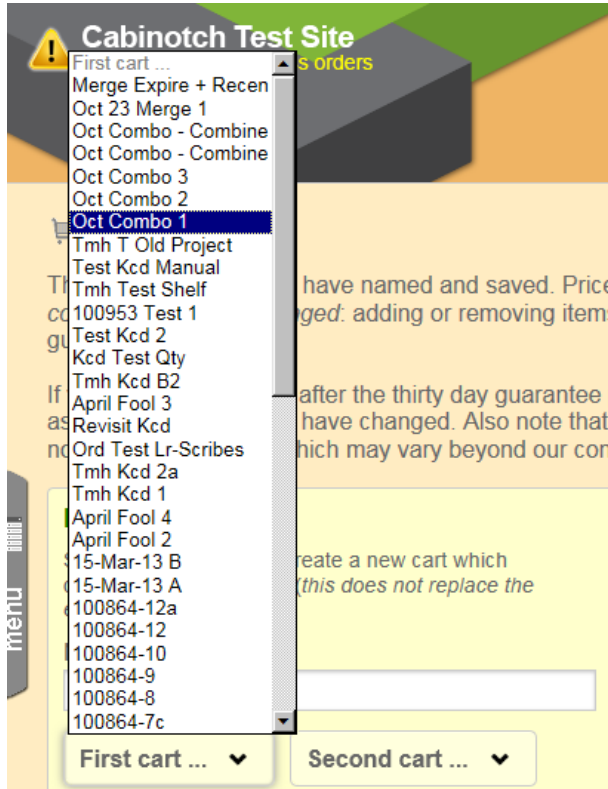 Cabinotch Test Site
s orders
First cart ...
Merge Expire + Recen
Oct 23 Merge 1
Oct Combo - Combine
Oct Combo - Combine
Oct Combo 3
Oct Combo 2
Oct Combo 1
Tmh T Old Project
Test Kcd Manual
Tmh Test Shelf
100953 Test 1
Test Kcd 2
Kcd Test Qty
Tmh Kcd B2
April Fool 3
Revisit Kcd
Ord Test Lr-Scribes
Tmh Kcd 2a
Tmh Kcd 1
April Fool 4
April Fool 2
15-Mar-13 B
15-Mar-13 A
100864-12a
100864-12
100864-10
100864-9
100864-8
100864-7c
have named and saved. Price
ged: adding or removing items
gu
If
after the thirty day guarantee
as
have changed. Also note that
no
hich may vary beyond our con
reate a new cart which
(this does not replace the
menu
First cart ...
Second cart ...